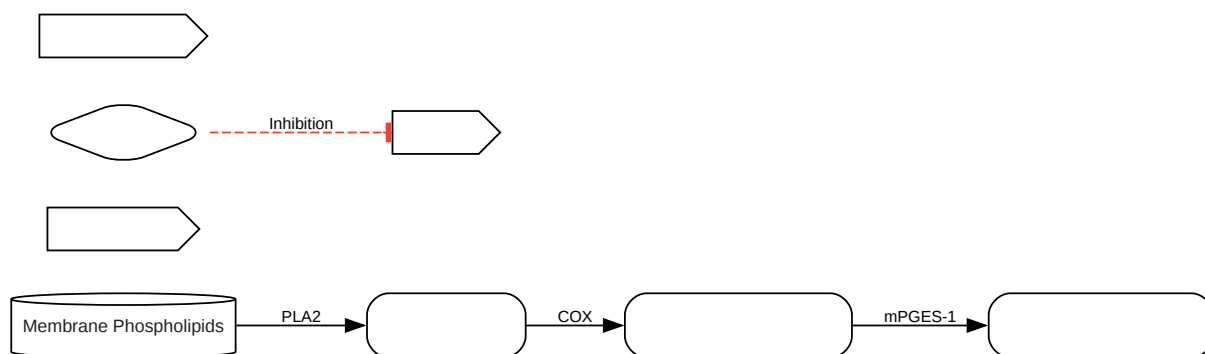 Inhibition
Membrane Phospholipids
PLA2
COX
mPGES-1